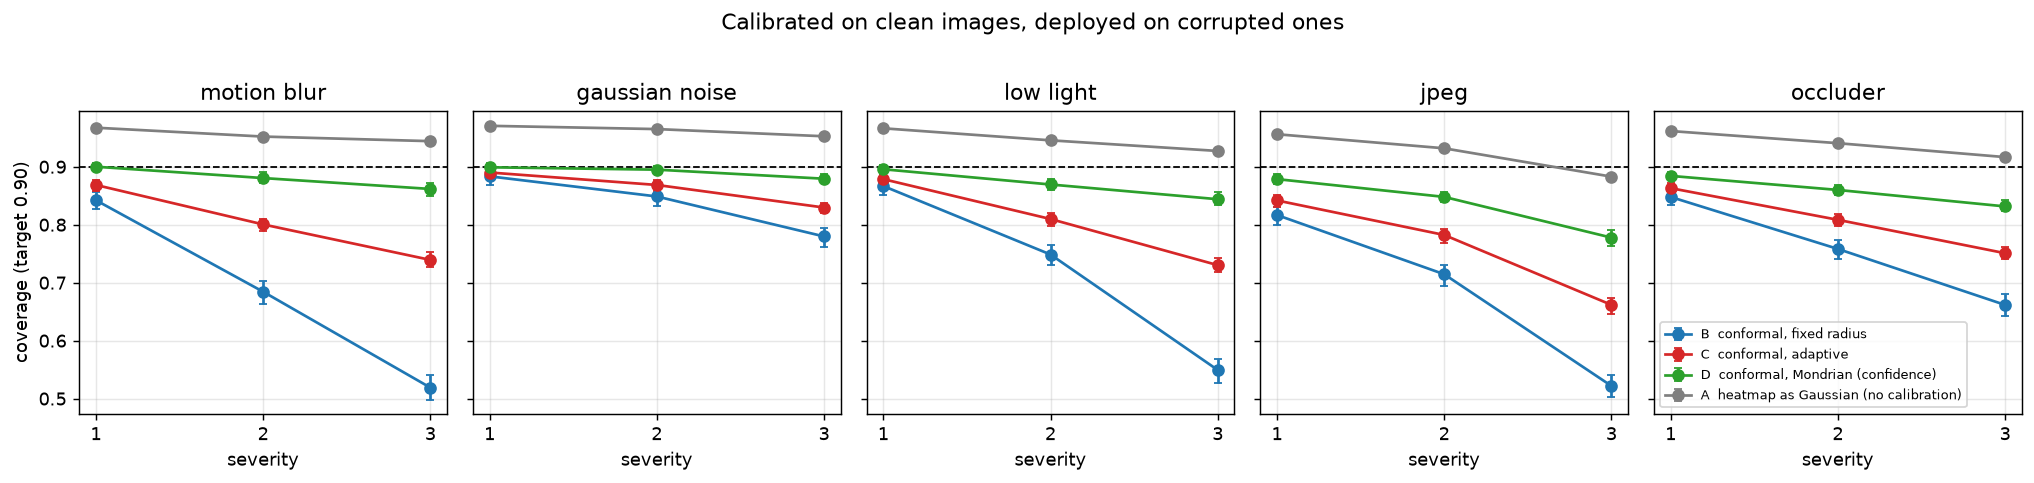 Calibrated on clean images, deployed on corrupted ones
motion blur
gaussian noise
low light
jpeg
occluder
coverage (target 0.90)
0.9
0.8
0.7
0.6
0.5
B conformal, fixed radius
C conformal, adaptive
D conformal, Mondrian (confidence)
A heatmap as Gaussian (no calibration)
1 2 3
1 2 3
1 2 3
1 2 3
1 2 3
severity
severity
severity
severity
severity